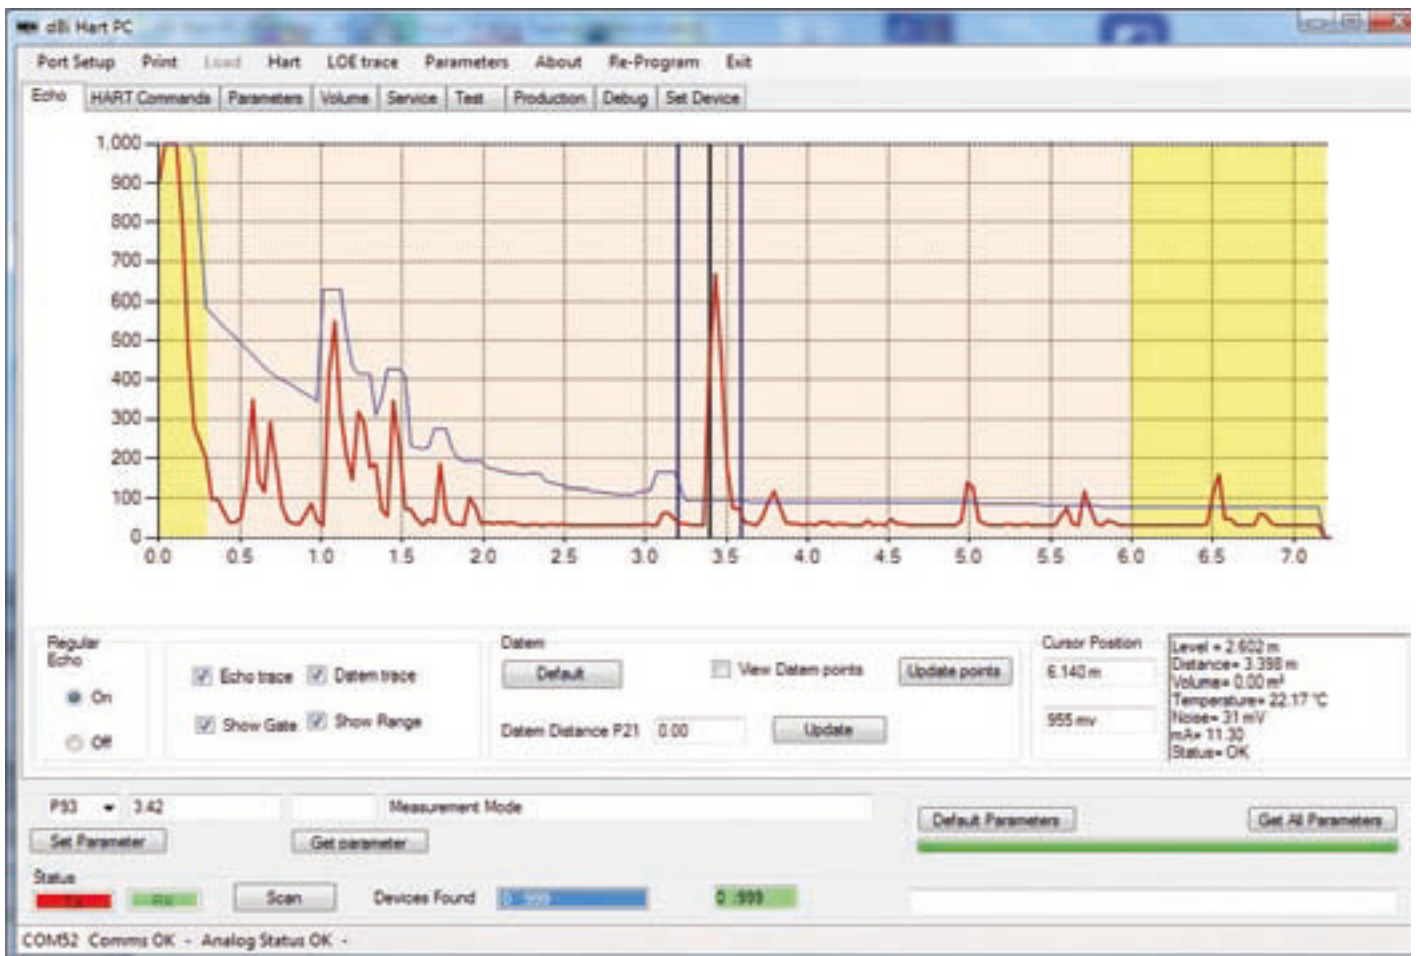 dBi Hart PC
Port Setup Print Load Hart LOE trace Parameters About Re-Program Exit
Echo HART Commands Parameters Volume Service Test Production Debug Set Device
1,000
900
800
700
600
500
400
300
200
100
0
0.0 0.5 1.0 1.5 2.0 2.5 3.0 3.5 4.0 4.5 5.0 5.5 6.0 6.5 7.0
Regular
Echo
On
Off
Echo trace Datem trace
Show Gate Show Range
Datem
Default View Datem points Update points
Datem Distance P21 0.00 Update
Cursor Position
6.140 m
955 mv
Level = 2.602 m
Distance= 3.398 m
Volume= 0.00 m³
Temperature= 22.17 °C
Noise= 31 mV
mA= 11.30
Status= OK
P93 3.42 Measurement Mode
Set Parameter Get parameter
Default Parameters Get All Parameters
Status
TX RX Scan Devices Found 0 :999 0 :999
COM52 Comms OK - Analog Status OK -